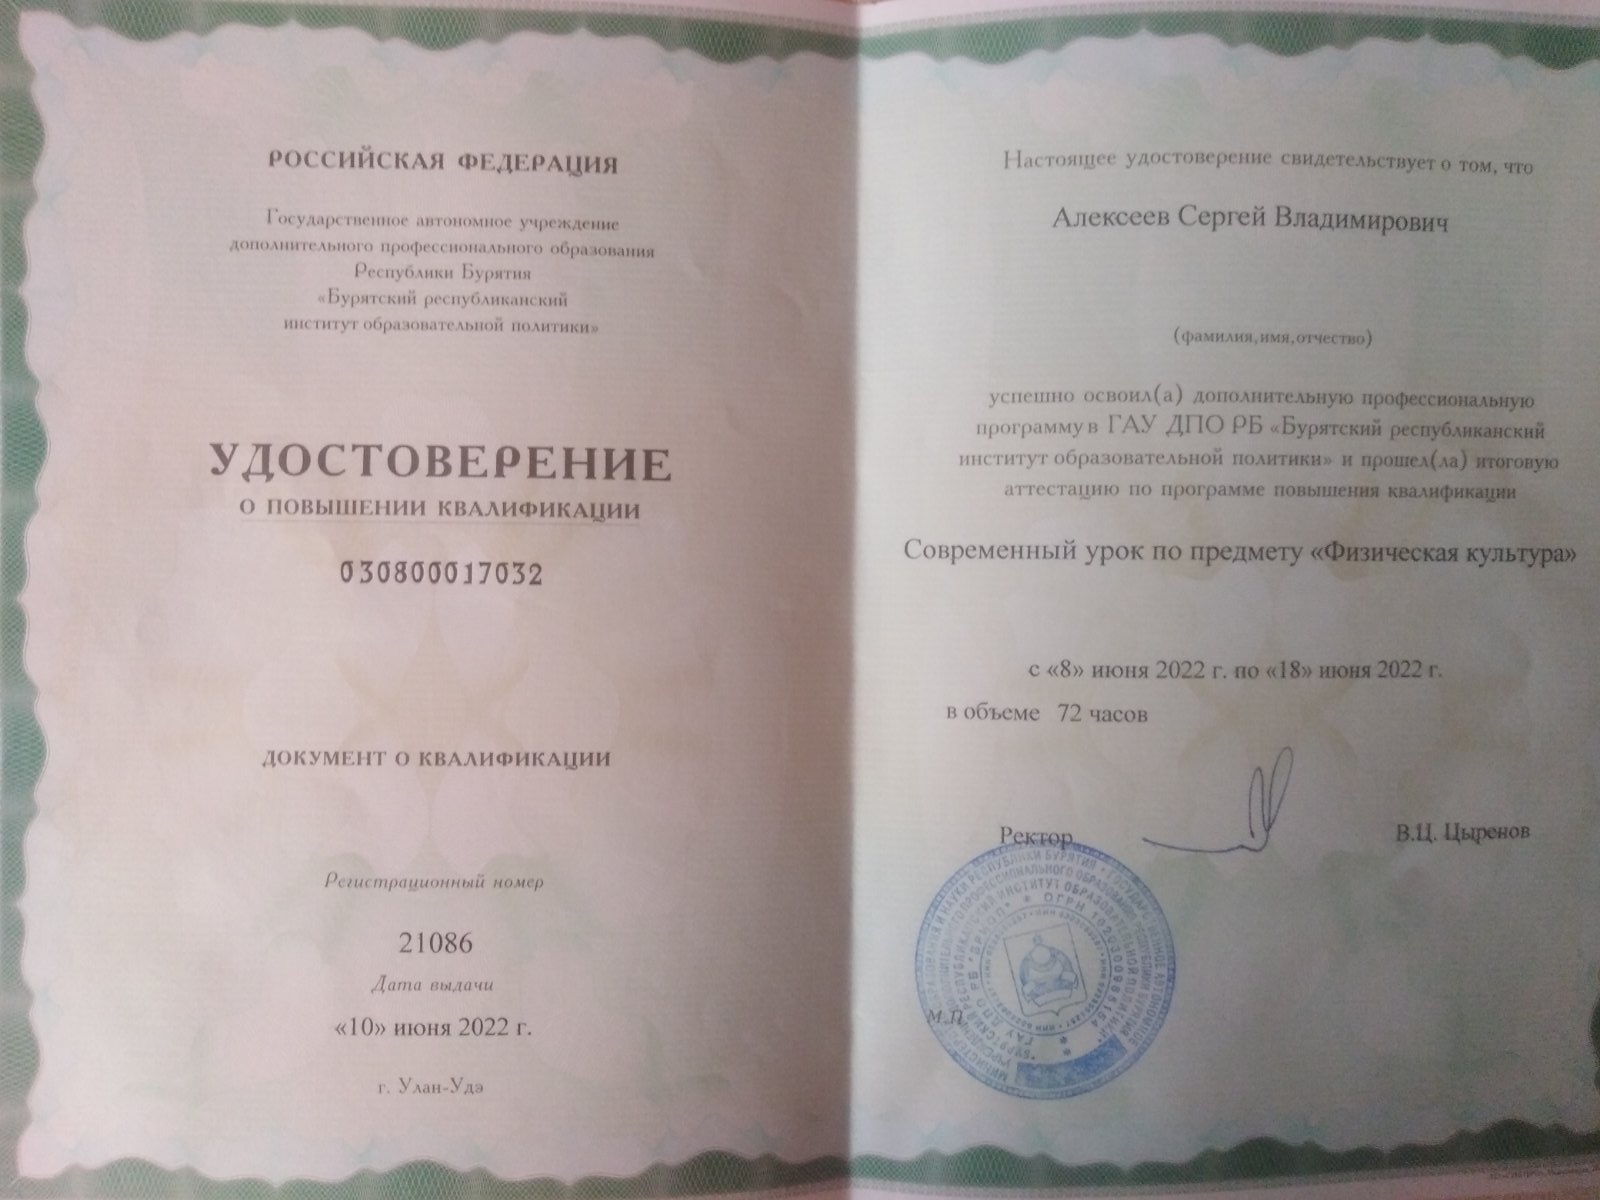 РОССИЙСКАЯ ФЕДЕРАЦИЯ
Государственное автономное учреждение
дополнительного профессионального образования
Республики Бурятия
«Бурятский республиканский
институт образовательной политики»
УДОСТОВЕРЕНИЕ
О ПОВЫШЕНИИ КВАЛИФИКАЦИИ
030800017032
ДОКУМЕНТ О КВАЛИФИКАЦИИ
Регистрационный номер
21086
Дата выдачи
«10» июня 2022 г.
г. Улан-Удэ
Настоящее удостоверение свидетельствует о том, что
Алексеев Сергей Владимирович
(фамилия,имя,отчество)
успешно освоил(а) дополнительную профессиональную
программу в ГАУ ДПО РБ «Бурятский республиканский
институт образовательной политики» и прошел(ла) итоговую
аттестацию по программе повышения квалификации
Современный урок по предмету «Физическая культура»
с «8» июня 2022 г. по «18» июня 2022 г.
в объеме 72 часов
Ректор
В.Ц. Цыренов
М.П.